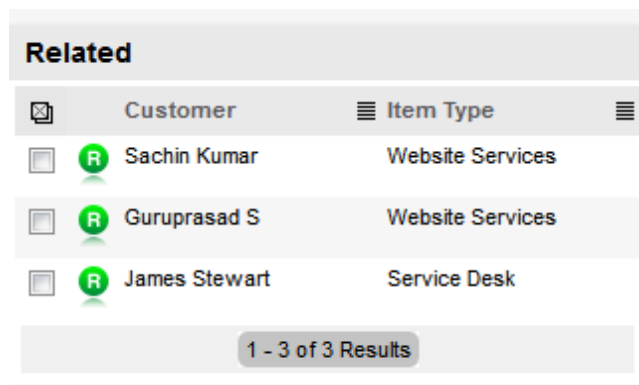 Related
Customer Item Type
R Sachin Kumar Website Services
R Guruprasad S Website Services
R James Stewart Service Desk
1 - 3 of 3 Results